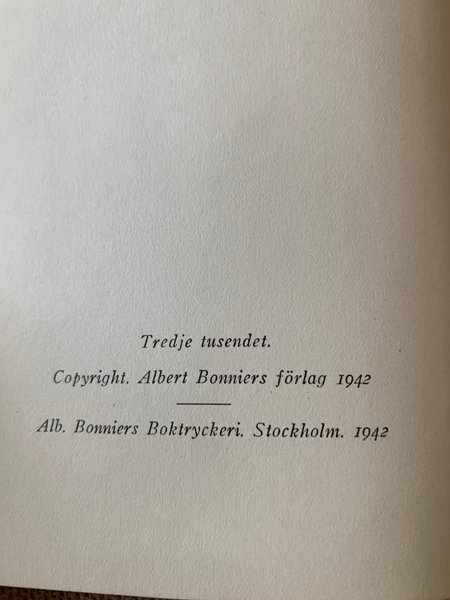 Tredje tusendet.
Copyright. Albert Bonniers förlag 1942
Alb. Bonniers Boktryckeri. Stockholm. 1942